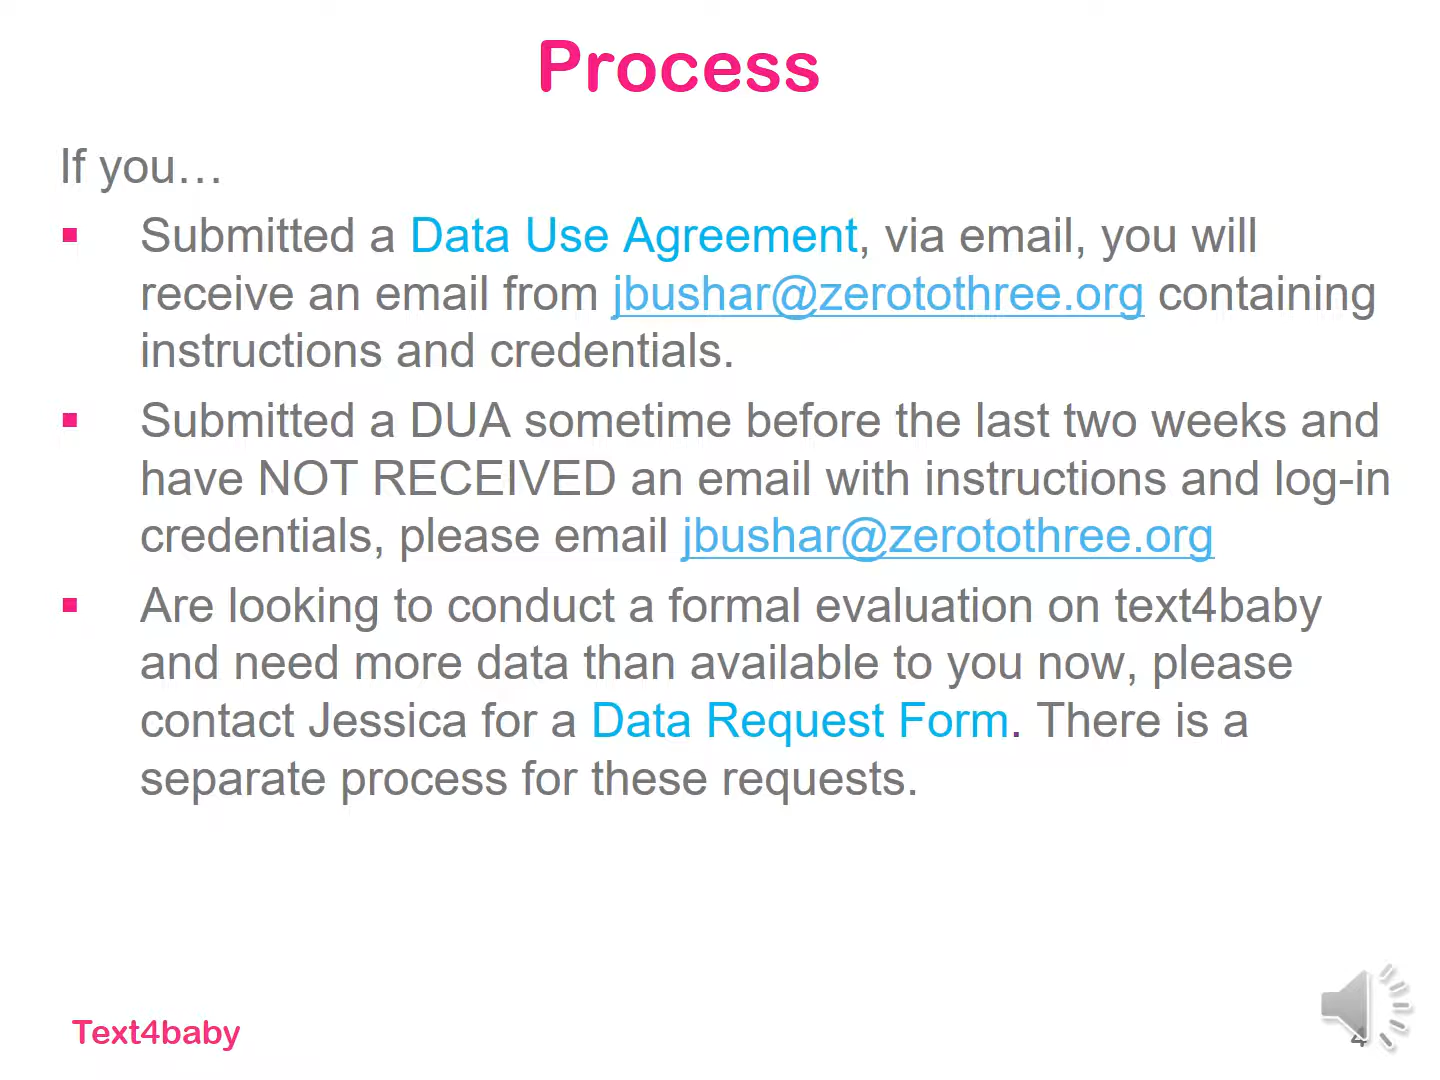 Process
If you…
▪ Submitted a Data Use Agreement, via email, you will
receive an email from jbushar@zerotothree.org containing
instructions and credentials.
▪ Submitted a DUA sometime before the last two weeks and
have NOT RECEIVED an email with instructions and log-in
credentials, please email jbushar@zerotothree.org
▪ Are looking to conduct a formal evaluation on text4baby
and need more data than available to you now, please
contact Jessica for a Data Request Form. There is a
separate process for these requests.
Text4baby
4